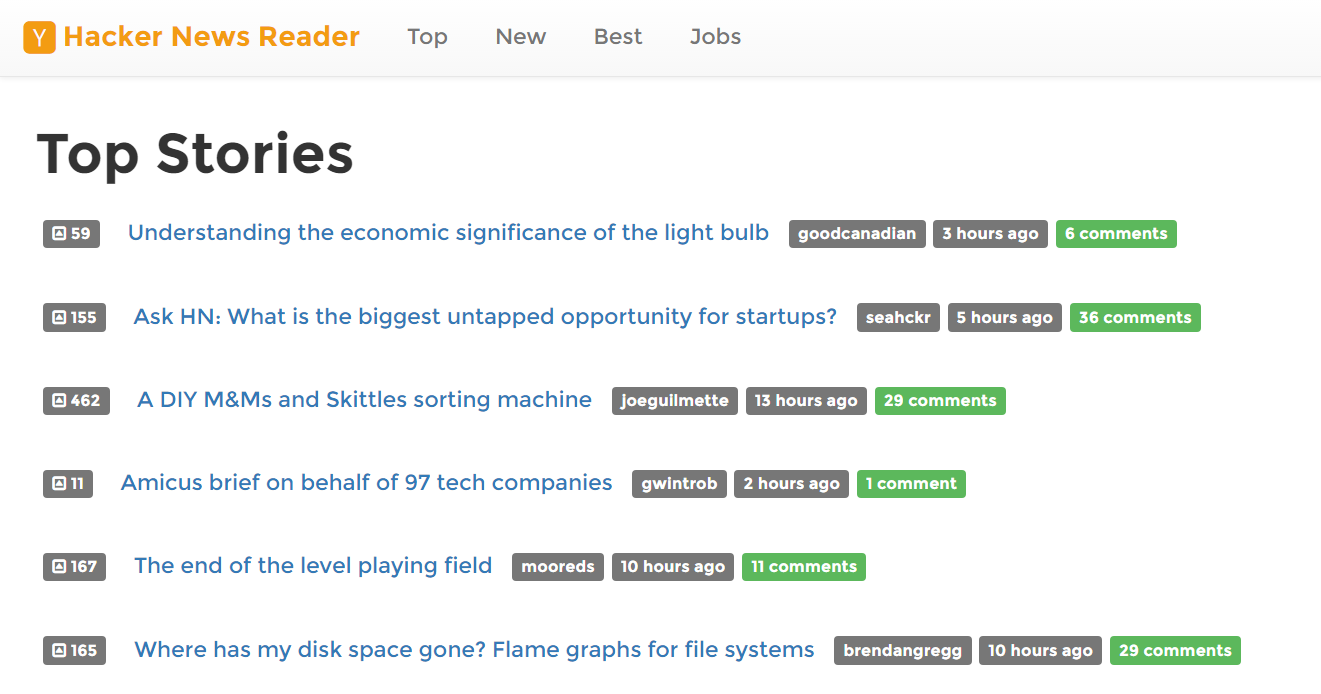 Y Hacker News Reader Top New Best Jobs
Top Stories
59 Understanding the economic significance of the light bulb goodcanadian 3 hours ago 6 comments
155 Ask HN: What is the biggest untapped opportunity for startups? seahckr 5 hours ago 36 comments
462 A DIY M&Ms and Skittles sorting machine joeguilmette 13 hours ago 29 comments
11 Amicus brief on behalf of 97 tech companies gwintrob 2 hours ago 1 comment
167 The end of the level playing field mooreds 10 hours ago 11 comments
165 Where has my disk space gone? Flame graphs for file systems brendangregg 10 hours ago 29 comments